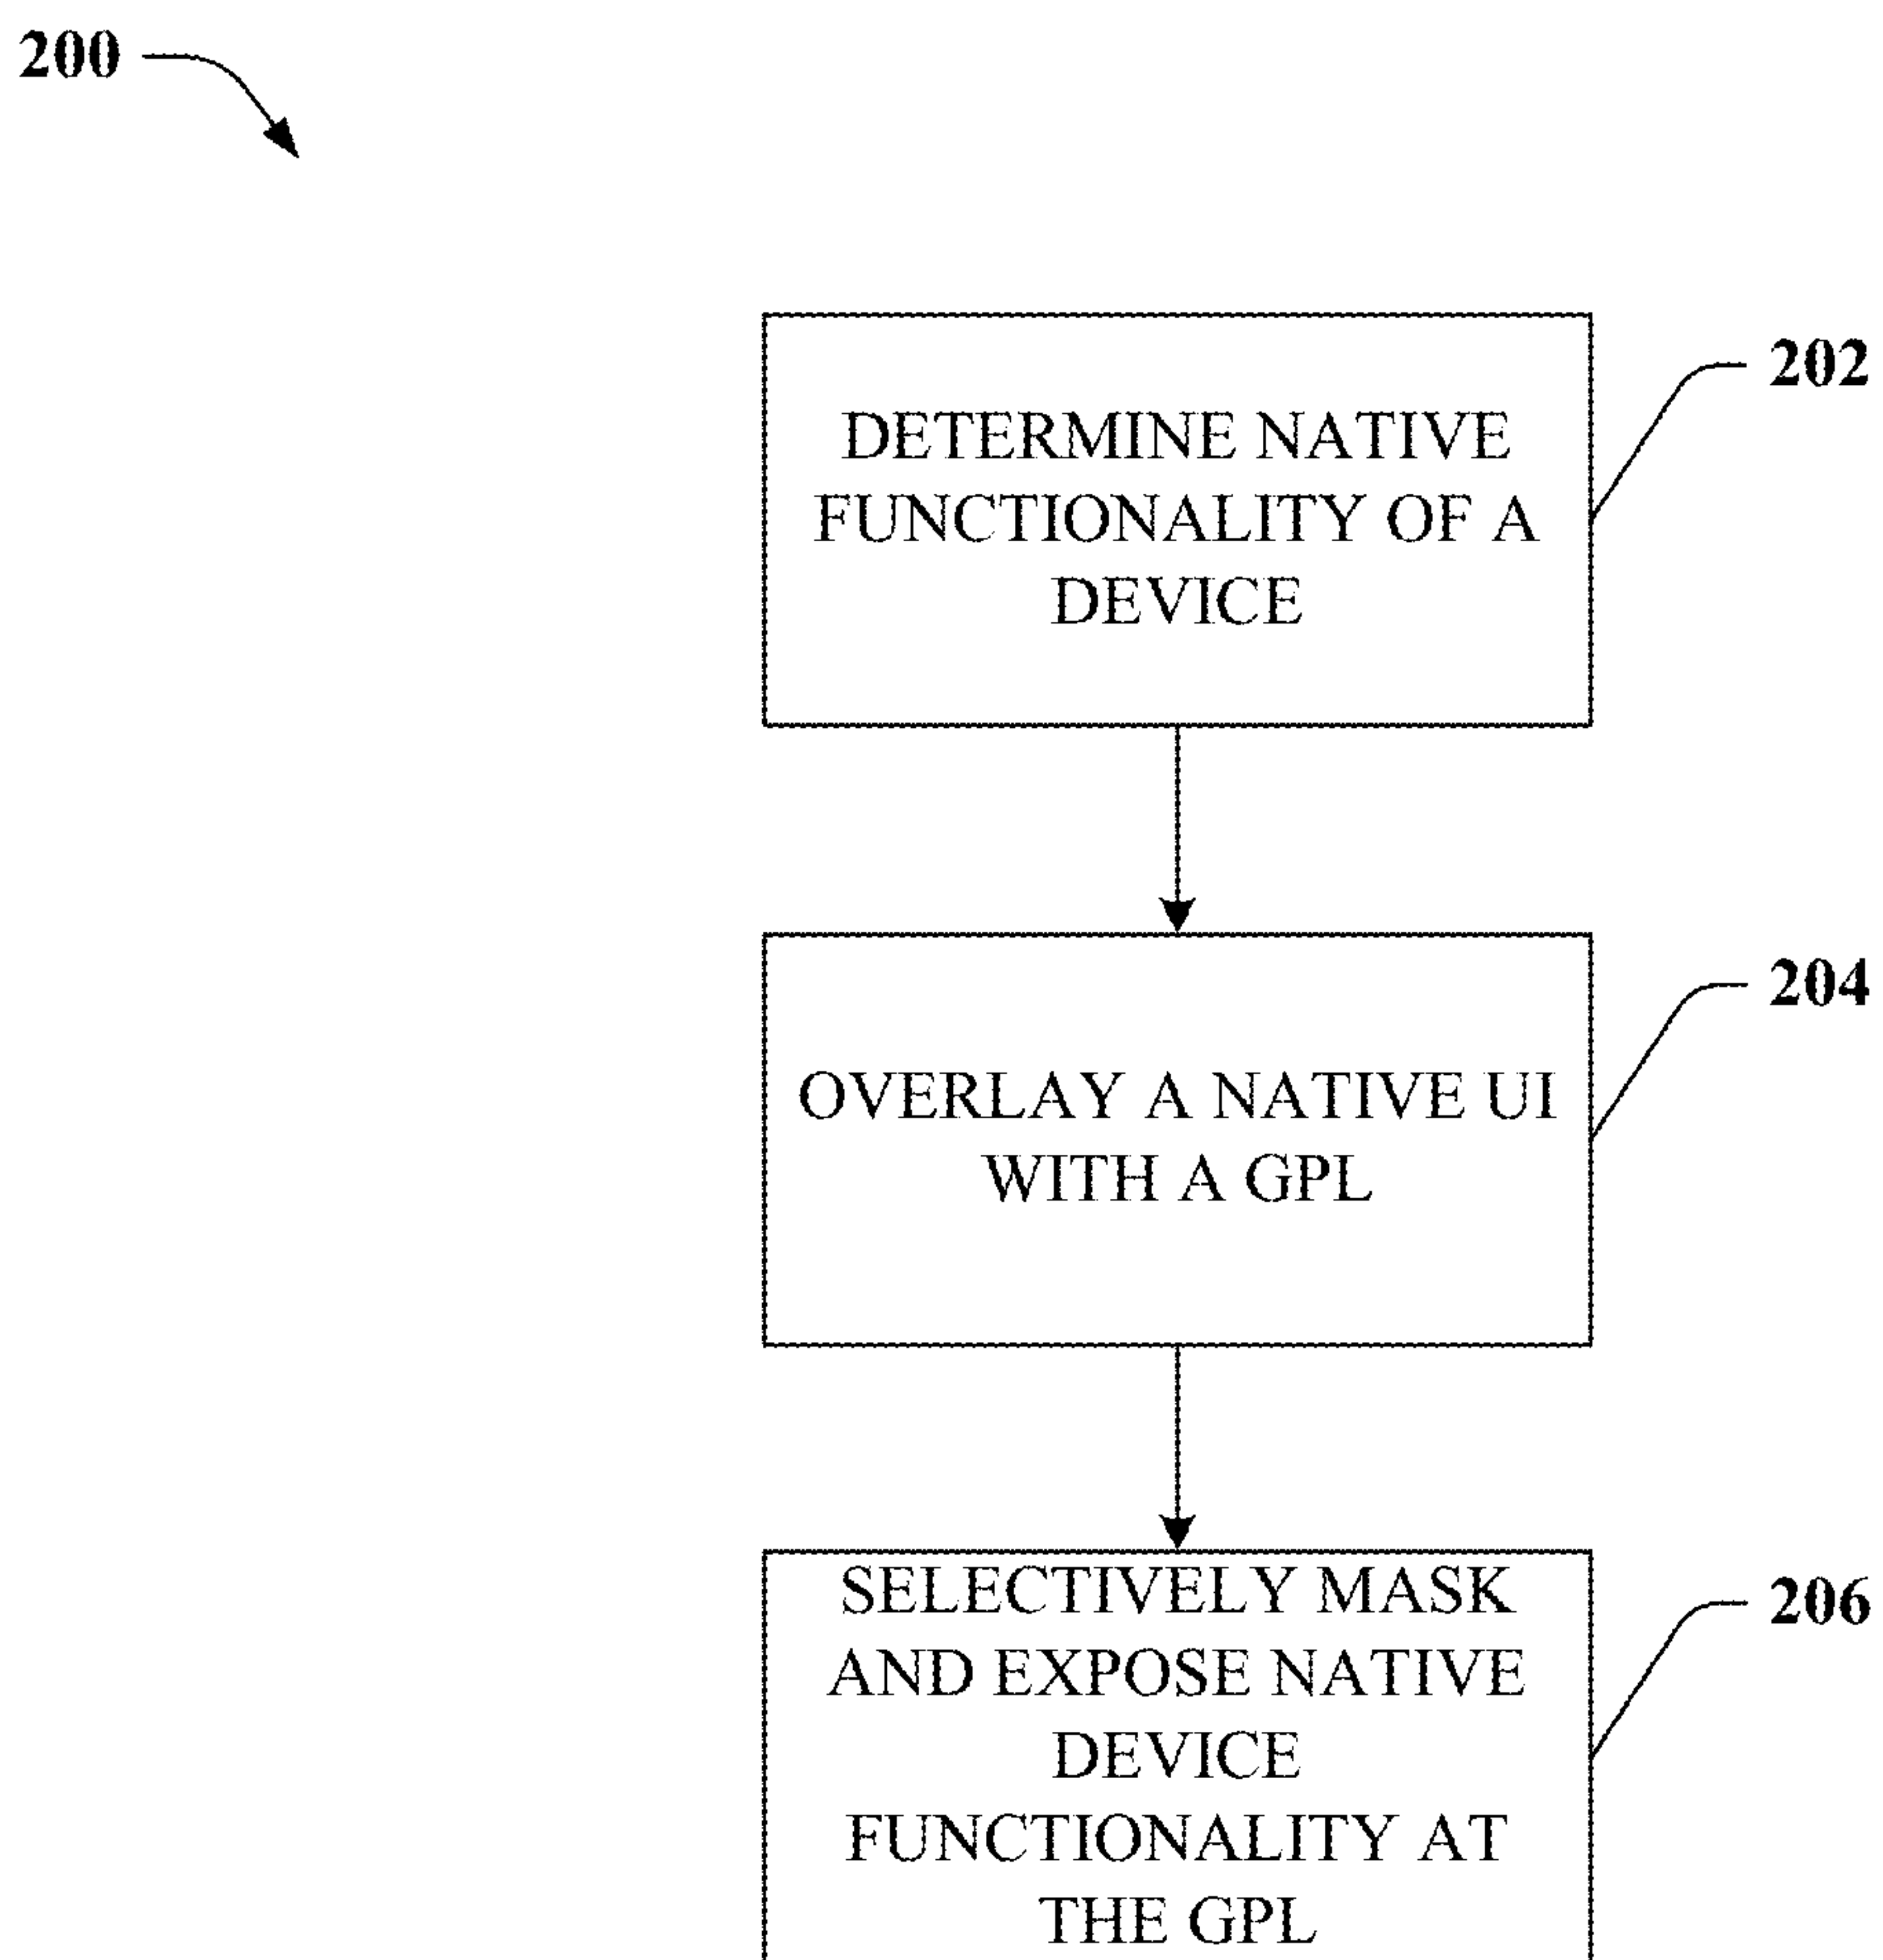 200
202
DETERMINE NATIVE
FUNCTIONALITY OF A
DEVICE
204
OVERLAY A NATIVE UI
WITH A GPL
206
SELECTIVELY MASK
AND EXPOSE NATIVE
DEVICE
FUNCTIONALITY AT
THE GPL